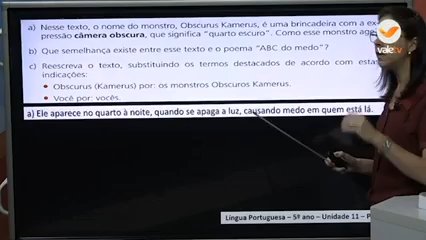 vale tv
a) Nesse texto, o nome do monstro, Obscurus Kamerus, é uma brincadeira com a ex-
pressão câmera obscura, que significa “quarto escuro”. Como esse monstro age
b) Que semelhança existe entre esse texto e o poema “ABC do medo”?
c) Reescreva o texto, substituindo os termos destacados de acordo com estas
indicações:
• Obscurus (Kamerus) por: os monstros Obscuros Kamerus.
• Você por: vocês.
a) Ele aparece no quarto à noite, quando se apaga a luz, causando medo em quem está lá.
Língua Portuguesa – 5º ano – Unidade 11 – P